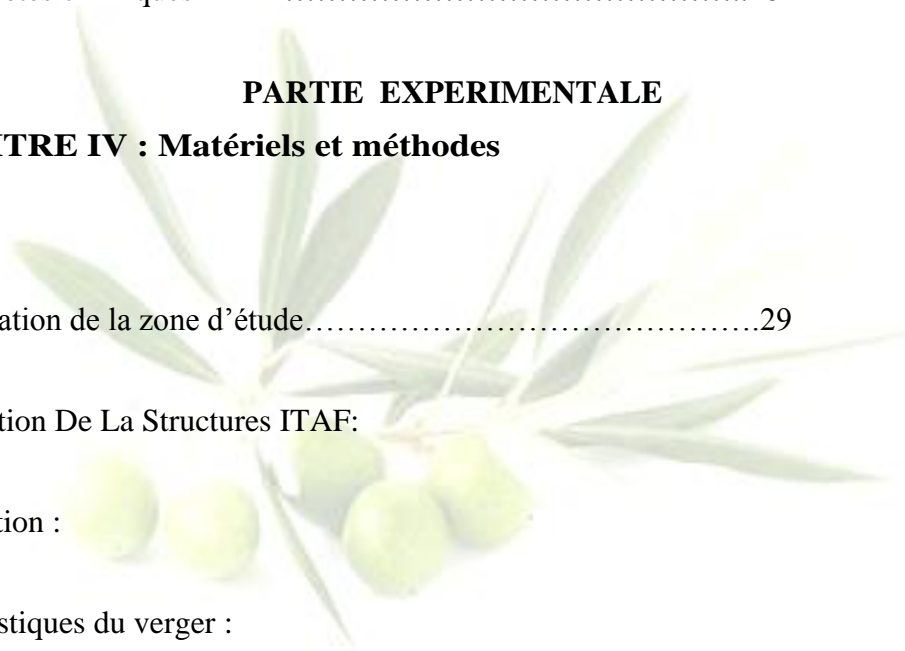 PARTIE EXPERIMENTALE
ITRE IV : Matériels et méthodes
ation de la zone d’étude……………………………………..29
tion De La Structures ITAF:
tion :
stiques du verger :